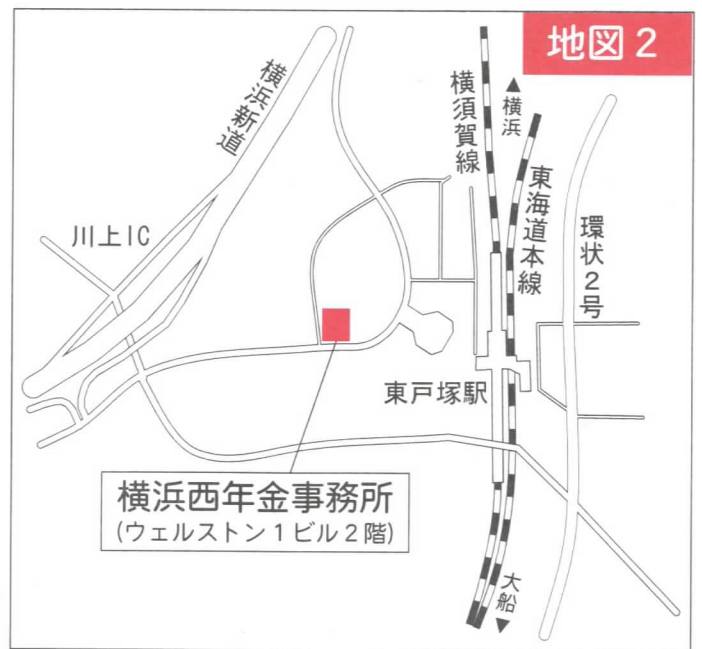 地図2
横浜新道
横須賀線
▲横浜
東海道本線
川上IC
環状2号
東戸塚駅
横浜西年金事務所
(ウェルストン1ビル2階)
大船▼